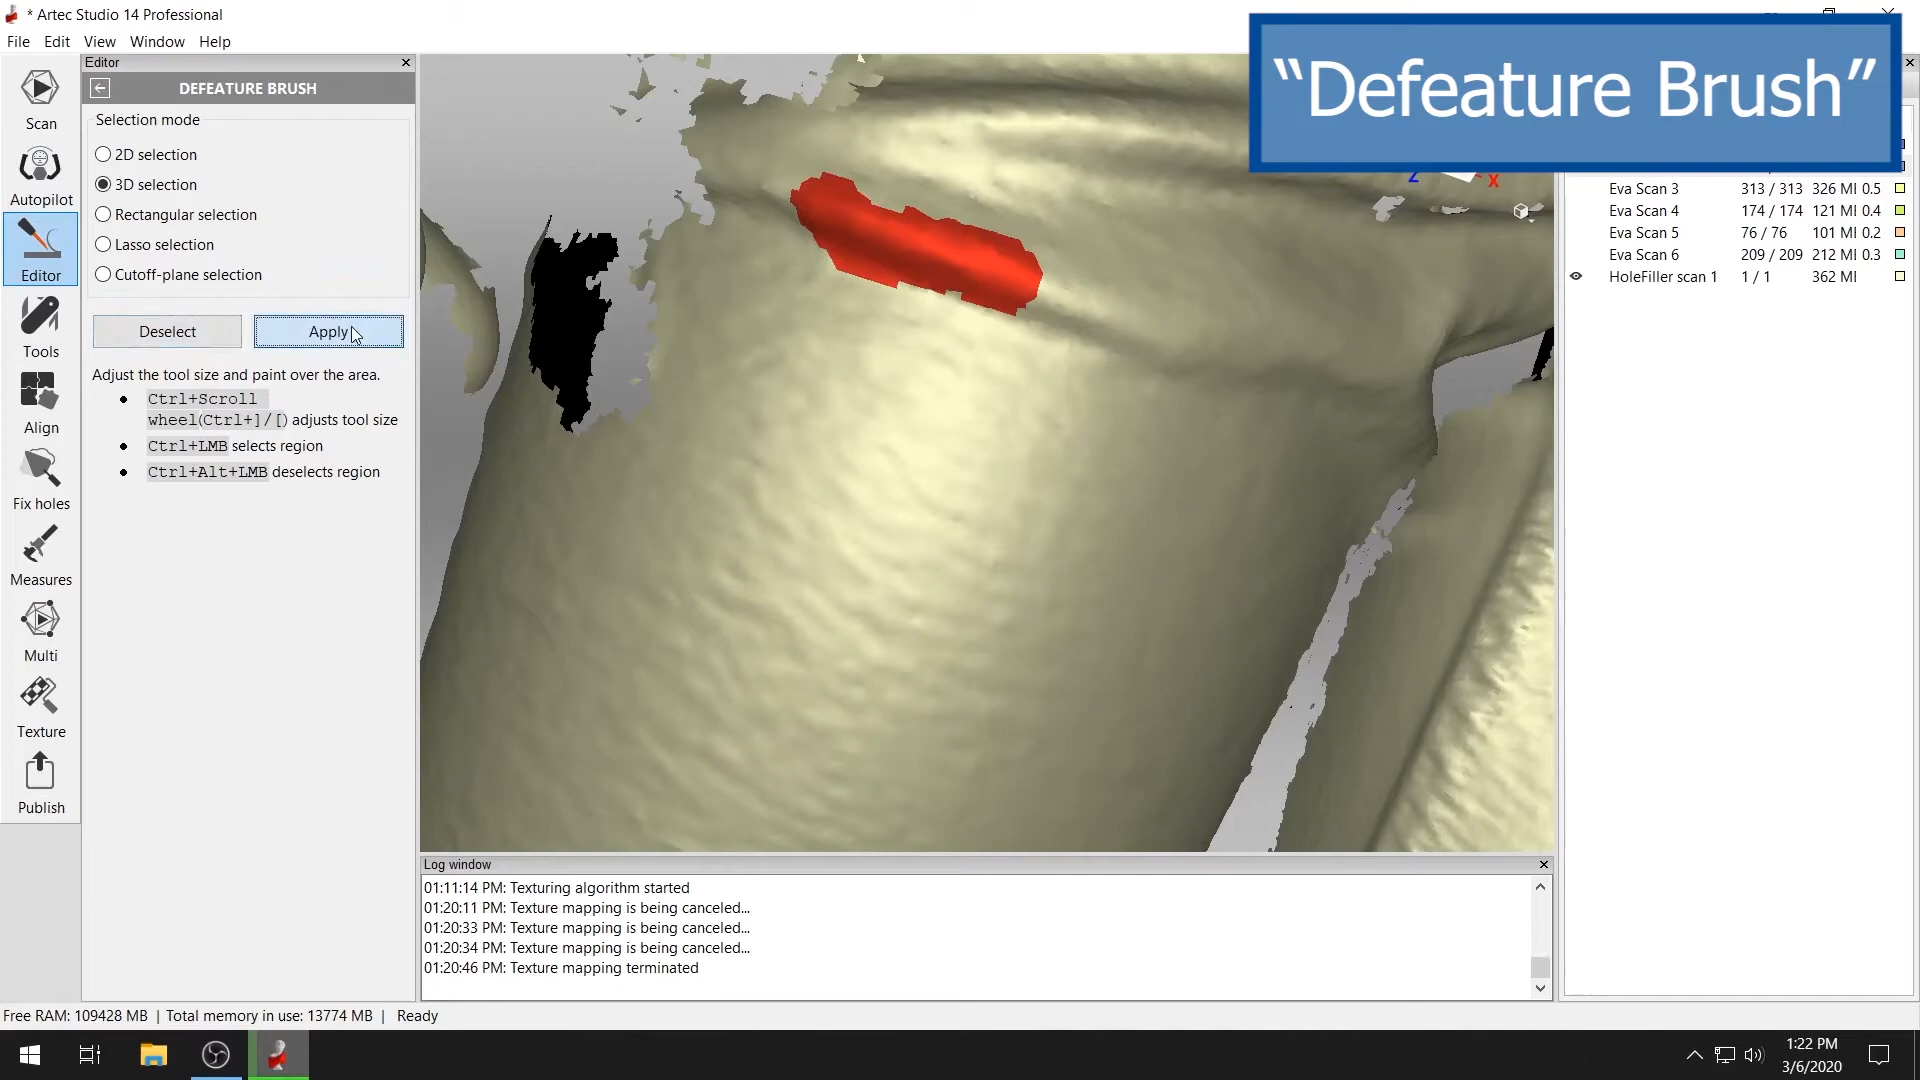 * Artec Studio 14 Professional
File Edit View Window Help
“Defeature Brush”
Editor
DEFEATURE BRUSH
Selection mode
2D selection
3D selection
Rectangular selection
Lasso selection
Cutoff-plane selection
Deselect Apply
Adjust the tool size and paint over the area.
Ctrl+Scroll
wheel(Ctrl+]/[) adjusts tool size
Ctrl+LMB selects region
Ctrl+Alt+LMB deselects region
Scan
Autopilot
Editor
Tools
Align
Fix holes
Measures
Multi
Texture
Publish
Z X
Eva Scan 3 313 / 313 326 MI 0.5
Eva Scan 4 174 / 174 121 MI 0.4
Eva Scan 5 76 / 76 101 MI 0.2
Eva Scan 6 209 / 209 212 MI 0.3
HoleFiller scan 1 1 / 1 362 MI
Log window
01:11:14 PM: Texturing algorithm started
01:20:11 PM: Texture mapping is being canceled...
01:20:33 PM: Texture mapping is being canceled...
01:20:34 PM: Texture mapping is being canceled...
01:20:46 PM: Texture mapping terminated
Free RAM: 109428 MB | Total memory in use: 13774 MB | Ready
1:22 PM
3/6/2020